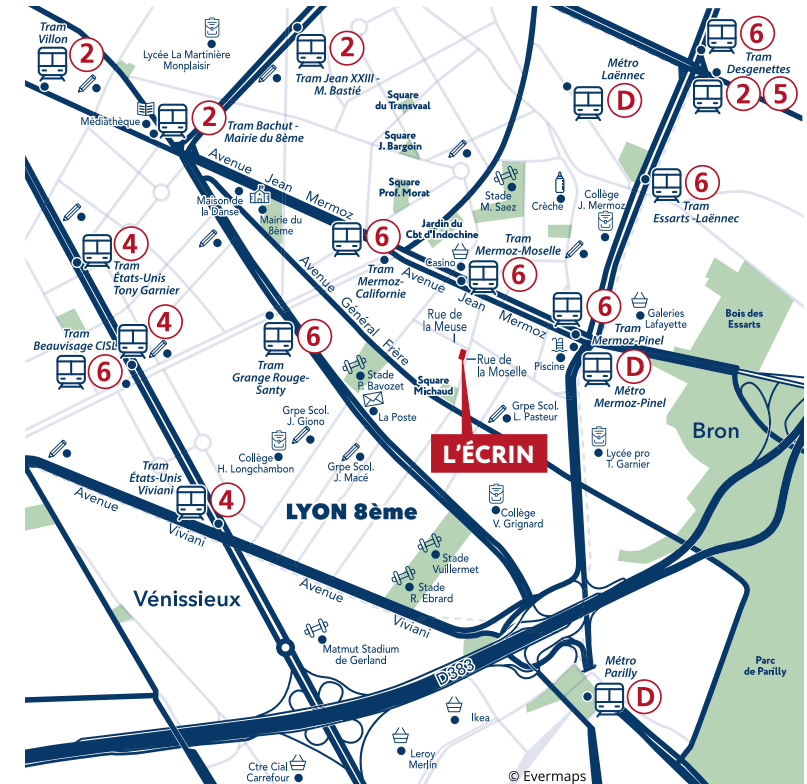 Tram
Villon
2
Lycée La Martinière
Monplaisir
2
Tram Jean XXIII -
M. Bastié
Métro
Laënnec
D
6
Tram
Desgenettes
2
5
Médiathèque
2
Tram Bachut -
Mairie du 8ème
Square
du Transvaal
Square
J. Bargoin
Square
Prof. Morat
Avenue Jean Mermoz
Maison de
la Danse
Mairie du
8ème
Stade
M. Saez
Crèche
Collège
J. Mermoz
6
Tram
Essarts -Laënnec
Jardin du
Cbt d'Indochine
4
Tram
États-Unis
Tony Garnier
6
Tram
Mermoz-
Californie
Casino
Tram
Mermoz-Moselle
6
Avenue Jean Mermoz
6
Tram
Mermoz-Pinel
Galeries
Lafayette
Bois des
Essarts
Avenue Général Frère
Rue de
la Meuse
Rue de
la Moselle
Piscine
D
Métro
Mermoz-Pinel
4
Tram
Beauvisage CISL
6
6
Tram
Grange Rouge-
Santy
Stade
P. Bavozet
Square
Michaud
La Poste
Grpe Scol.
J. Giono
Grpe Scol.
L. Pasteur
L'ÉCRIN
Bron
Collège
H. Longchambon
Grpe Scol.
J. Macé
Lycée pro
T. Garnier
Tram
États-Unis
Viviani
4
Avenue Viviani
LYON 8ème
Collège
V. Grignard
Stade
Vuillermet
Stade
R. Ebrard
Vénissieux
Avenue Viviani
Matmut Stadium
de Gerland
D383
Métro
Parilly
D
Parc
de Parilly
Ikea
Leroy
Merlin
Ctre Cial
Carrefour
© Evermaps